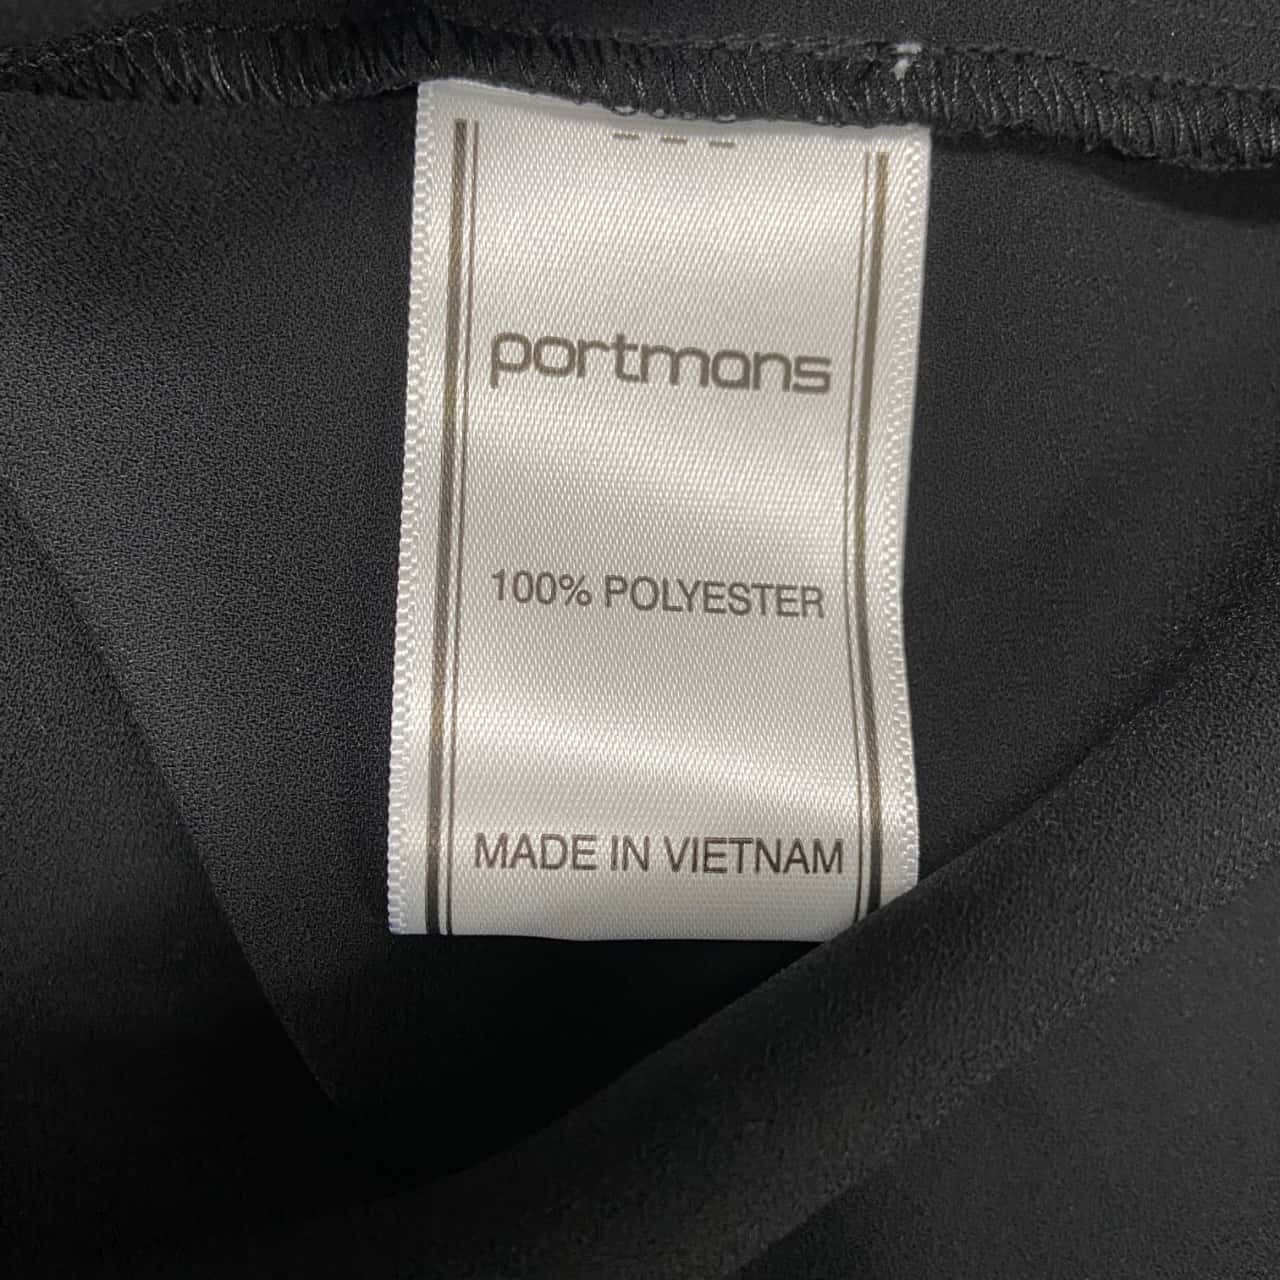 portmans
100% POLYESTER
MADE IN VIETNAM